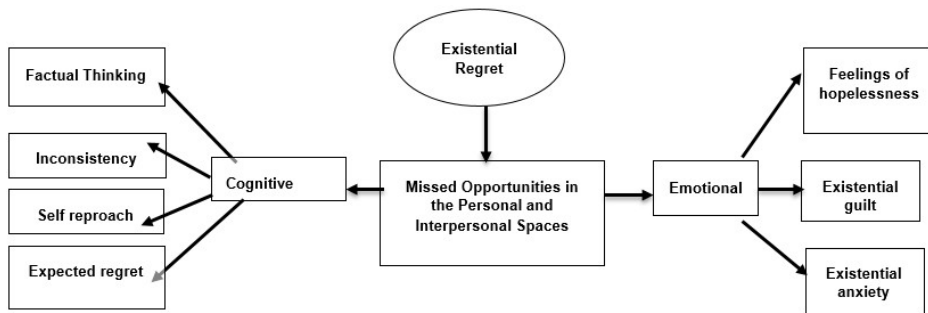 Existential
Regret
Factual Thinking
Inconsistency
Self reproach
Expected regret
Cognitive
Missed Opportunities in
the Personal and
Interpersonal Spaces
Emotional
Feelings of
hopelessness
Existential
guilt
Existential
anxiety